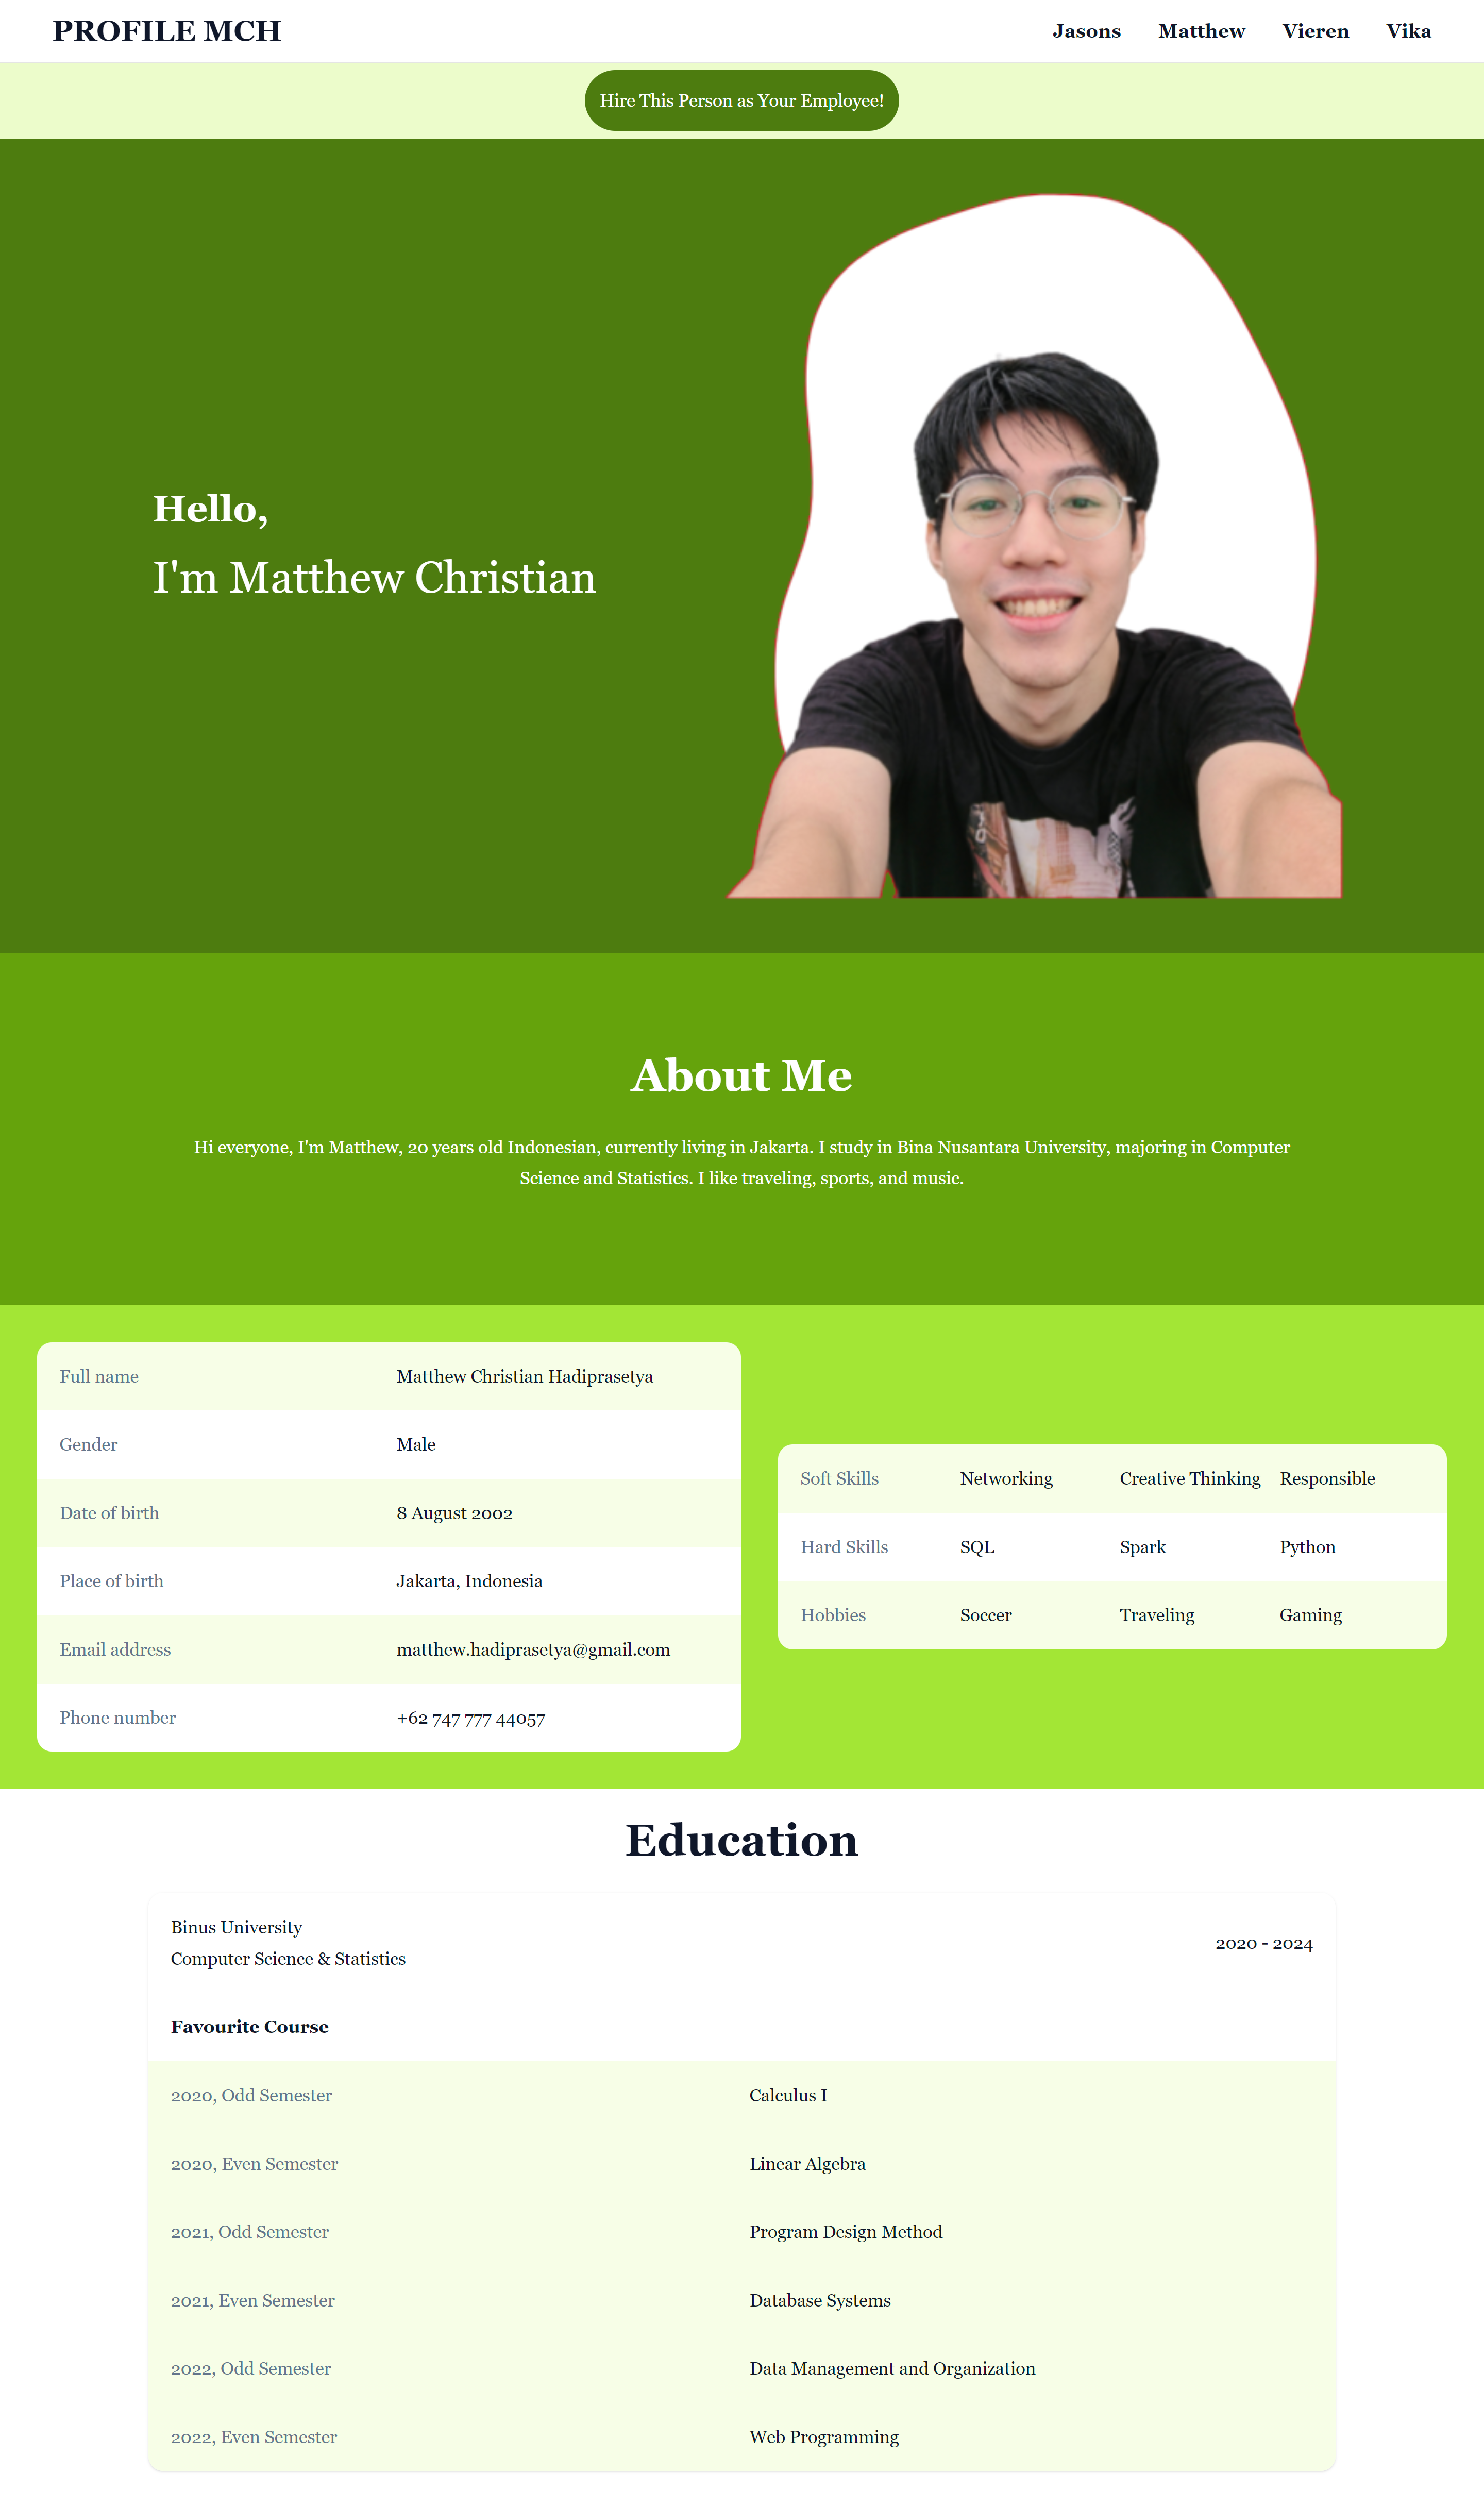 PROFILE MCH
Jasons Matthew Vieren Vika
Hire This Person as Your Employee!
Hello,
I'm Matthew Christian
About Me
Hi everyone, I'm Matthew, 20 years old Indonesian, currently living in Jakarta. I study in Bina Nusantara University, majoring in Computer
Science and Statistics. I like traveling, sports, and music.
Full name Matthew Christian Hadiprasetya
Gender Male
Date of birth 8 August 2002
Place of birth Jakarta, Indonesia
Email address matthew.hadiprasetya@gmail.com
Phone number +62 747 777 44057
Soft Skills Networking Creative Thinking Responsible
Hard Skills SQL Spark Python
Hobbies Soccer Traveling Gaming
Education
Binus University
Computer Science & Statistics
2020 - 2024
Favourite Course
2020, Odd Semester Calculus I
2020, Even Semester Linear Algebra
2021, Odd Semester Program Design Method
2021, Even Semester Database Systems
2022, Odd Semester Data Management and Organization
2022, Even Semester Web Programming